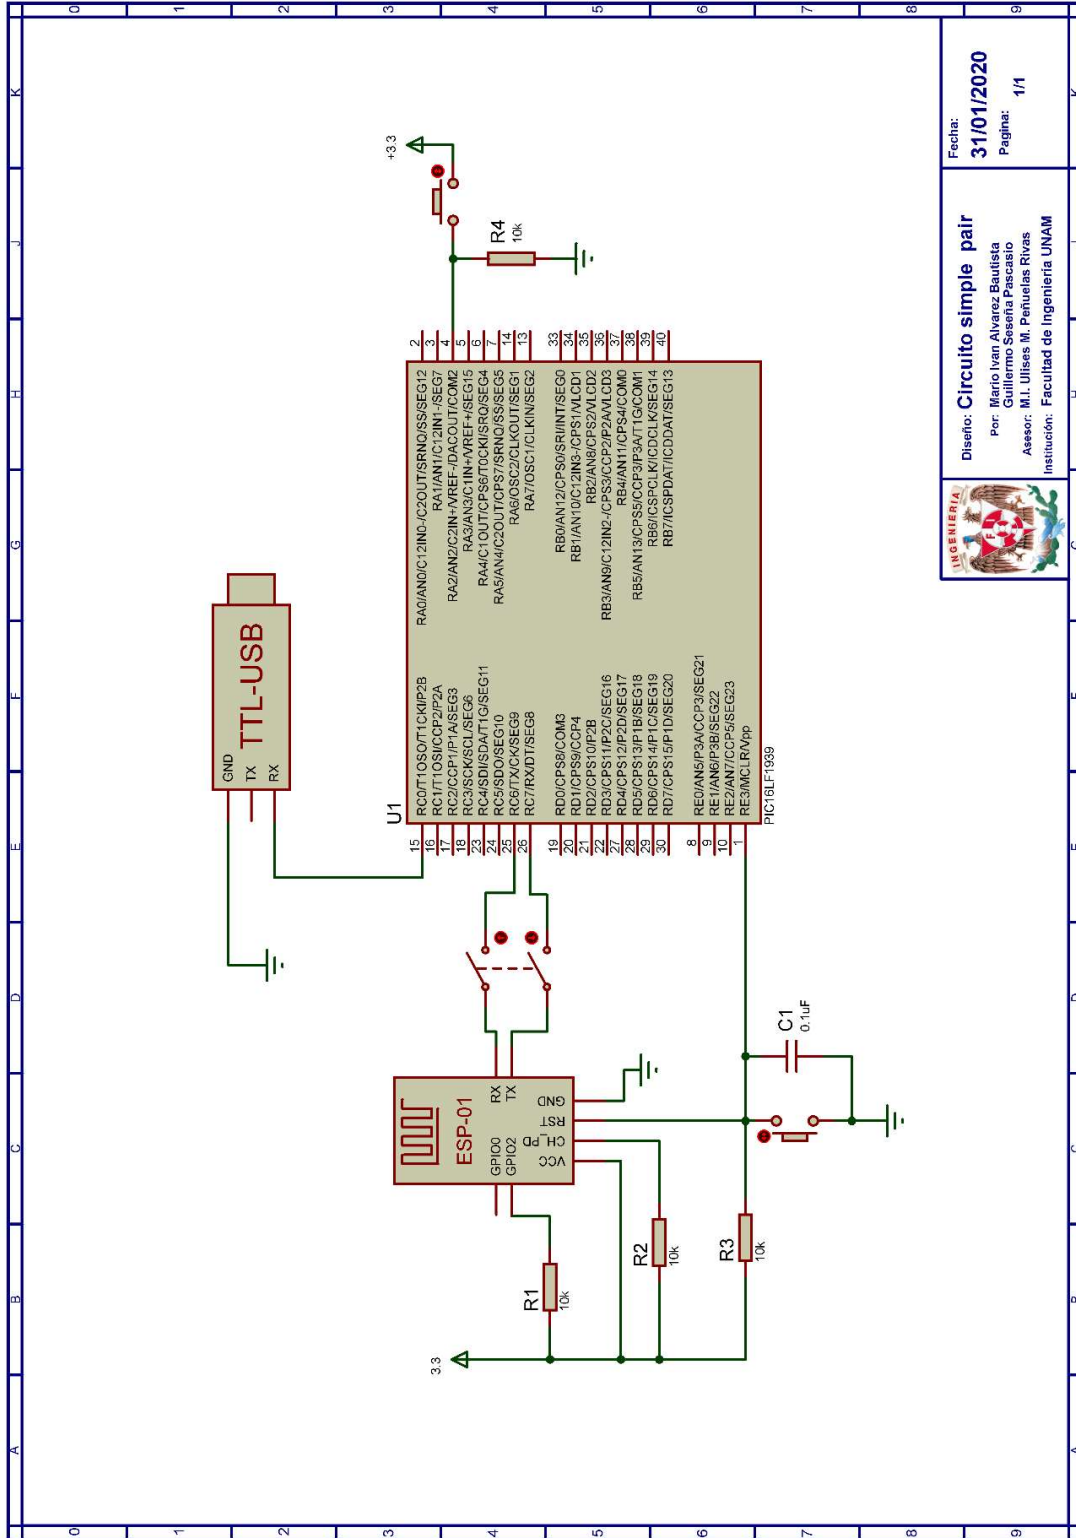 A B C D E F G H J K
0 1 2 3 4 5 6 7 8 9
0 1 2 3 4 5 6 7 8 9
TTL-USB
GND
TX
RX
3.3
+3.3
ESP-01
GPIO0
GPIO2
RX
TX
VCC
CH_PD
RST
GND
R1
10k
R2
10k
R3
10k
C1
0.1uF
R4
10k
U1
15 RC0/T1OSO/T1CKI/P2B
16 RC1/T1OSI/CCP2/P2A
17 RC2/CCP1/P1A/SEG3
18 RC3/SCK/SCL/SEG6
23 RC4/SDI/SDA/T1G/SEG11
24 RC5/SDO/SEG10
25 RC6/TX/CK/SEG9
26 RC7/RX/DT/SEG8
19 RD0/CPS8/COM3
20 RD1/CPS9/CCP4
21 RD2/CPS10/P2B
22 RD3/CPS11/P2C/SEG16
27 RD4/CPS12/P2D/SEG17
28 RD5/CPS13/P1B/SEG18
29 RD6/CPS14/P1C/SEG19
30 RD7/CPS15/P1D/SEG20
8 RE0/AN5/P3A/CCP3/SEG21
9 RE1/AN6/P3B/SEG22
10 RE2/AN7/CCP5/SEG23
1 RE3/MCLR/Vpp
RA0/AN0/C12IN0-/C2OUT/SRNQ/SS/SEG12 2
RA1/AN1/C12IN1-/SEG7 3
RA2/AN2/C2IN+/VREF-/DACOUT/COM2 4
RA3/AN3/C1IN+/VREF+/SEG15 5
RA4/C1OUT/CPS6/T0CKI/SRQ/SEG4 6
RA5/AN4/C2OUT/CPS7/SRNQ/SS/SEG5 7
RA6/OSC2/CLKOUT/SEG1 14
RA7/OSC1/CLKIN/SEG2 13
RB0/AN12/CPS0/SRI/INT/SEG0 33
RB1/AN10/C12IN3-/CPS1/VLCD1 34
RB2/AN8/CPS2/VLCD2 35
RB3/AN9/C12IN2-/CPS3/CCP2/P2A/VLCD3 36
RB4/AN11/CPS4/COM0 37
RB5/AN13/CPS5/CCP3/P3A/T1G/COM1 38
RB6/ICSPCLK/ICDCLK/SEG14 39
RB7/ICSPDAT/ICDDAT/SEG13 40
PIC16LF1939
INGENIERIA
Diseño: Circuito simple pair
Por: Mario Ivan Alvarez Bautista
Guillermo Seseña Pascasio
Asesor: M.I. Ulises M. Peñuelas Rivas
Institución: Facultad de Ingenieria UNAM
Fecha:
31/01/2020
Pagina: 1/1